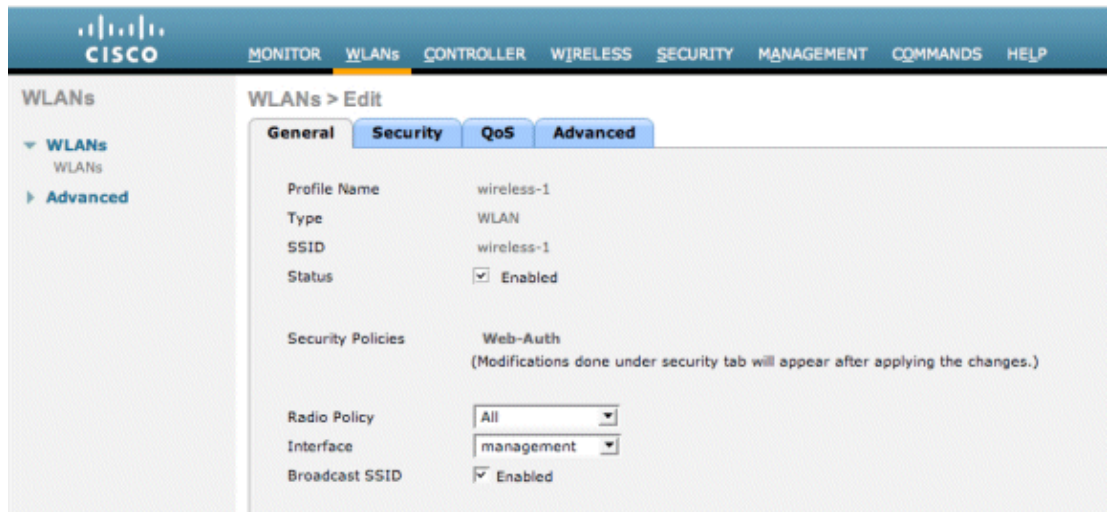 CISCO
MONITOR WLANs CONTROLLER WIRELESS SECURITY MANAGEMENT COMMANDS HELP
WLANs
WLANs
WLANs
Advanced
WLANs > Edit
General Security QoS Advanced
Profile Name wireless-1
Type WLAN
SSID wireless-1
Status Enabled
Security Policies Web-Auth
(Modifications done under security tab will appear after applying the changes.)
Radio Policy All
Interface management
Broadcast SSID Enabled